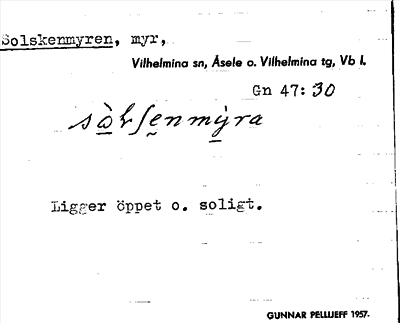 Solskenmyren, myr,
Vilhelmina sn, Åsele o. Vilhelmina tg, Vb l.
Gn 47: 30
Ligger öppet o. soligt.
GUNNAR PELLIJEFF 1957.